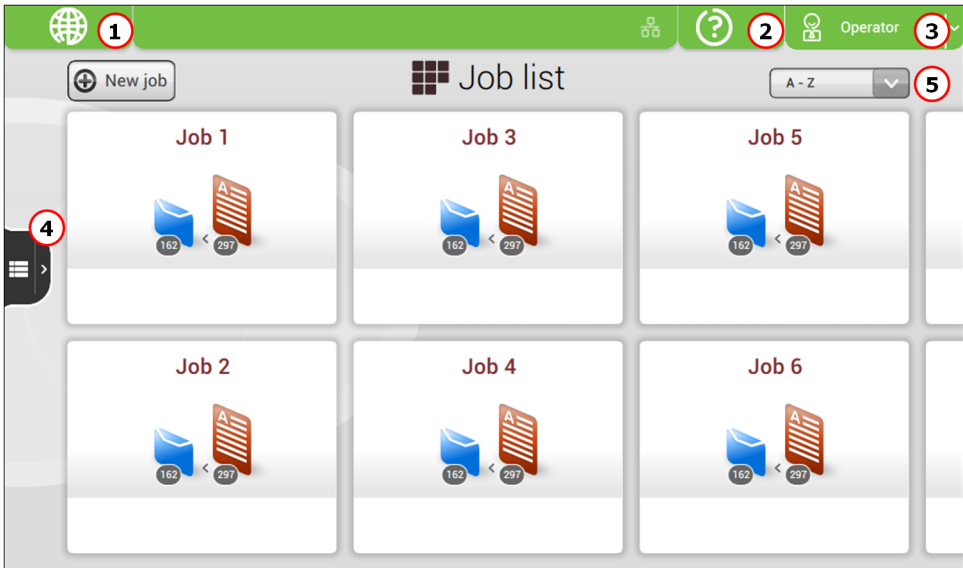 1
2
Operator
3
New job
Job list
A - Z
5
Job 1
Job 3
Job 5
A
162
297
A
162
297
A
162
297
4
Job 2
Job 4
Job 6
A
162
297
A
162
297
A
162
297